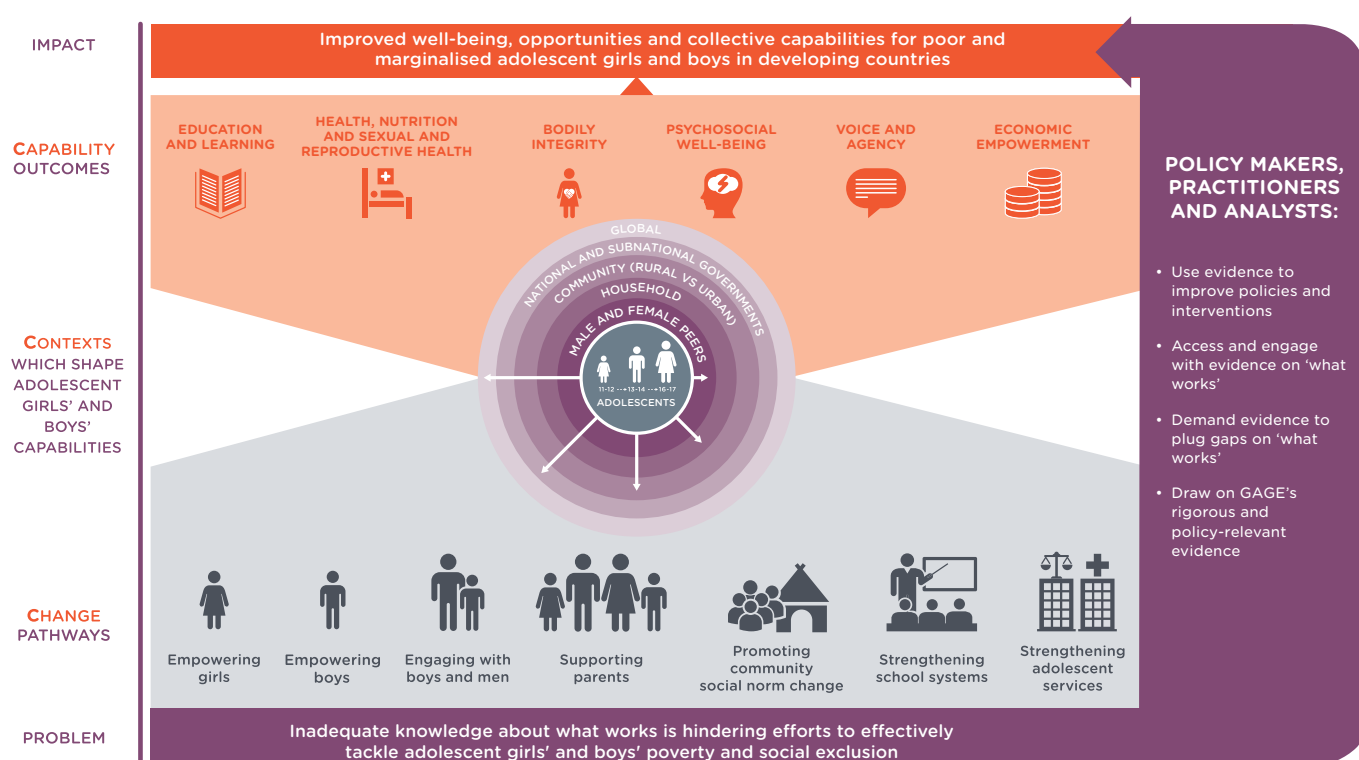 IMPACT
Improved well-being, opportunities and collective capabilities for poor and
marginalised adolescent girls and boys in developing countries
CAPABILITY
OUTCOMES
EDUCATION
AND LEARNING
HEALTH, NUTRITION
AND SEXUAL AND
REPRODUCTIVE HEALTH
BODILY
INTEGRITY
PSYCHOSOCIAL
WELL-BEING
VOICE AND
AGENCY
ECONOMIC
EMPOWERMENT
CONTEXTS
WHICH SHAPE
ADOLESCENT
GIRLS’ AND
BOYS’
CAPABILITIES
GLOBAL
NATIONAL AND SUBNATIONAL GOVERNMENTS
COMMUNITY (RURAL VS URBAN)
HOUSEHOLD
MALE AND FEMALE PEERS
11-12 --→13-14 --→16-17
ADOLESCENTS
CHANGE
PATHWAYS
Empowering
girls
Empowering
boys
Engaging with
boys and men
Supporting
parents
Promoting
community
social norm change
Strengthening
school systems
Strengthening
adolescent
services
PROBLEM
Inadequate knowledge about what works is hindering efforts to effectively
tackle adolescent girls' and boys' poverty and social exclusion
POLICY MAKERS,
PRACTITIONERS
AND ANALYSTS:
• Use evidence to
improve policies and
interventions
• Access and engage
with evidence on ‘what
works’
• Demand evidence to
plug gaps on ‘what
works’
• Draw on GAGE’s
rigorous and
policy-relevant
evidence